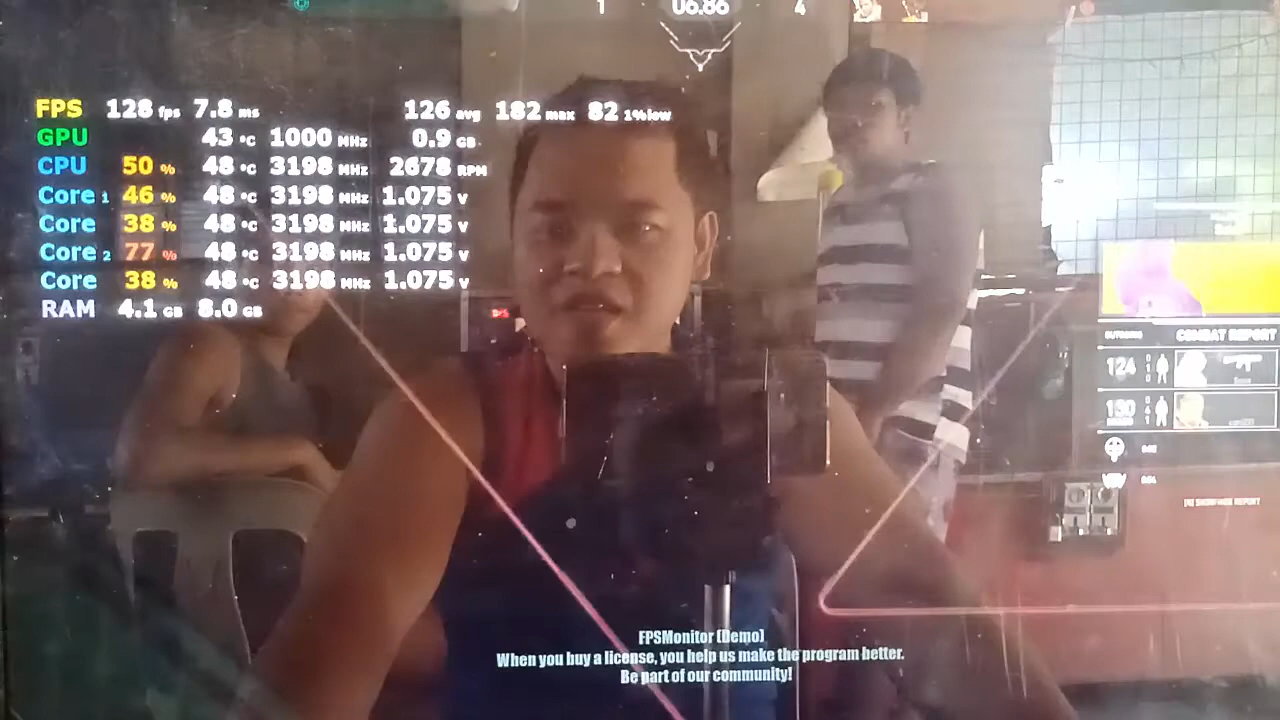 1 06.86 4
FPS 128 fps 7.8 ms 126 avg 182 max 82 1%low
GPU 43 °C 1000 MHz 0.9 GB
CPU 50 % 48 °C 3198 MHz 2678 RPM
Core 1 46 % 48 °C 3198 MHz 1.075 V
Core 38 % 48 °C 3198 MHz 1.075 V
Core 2 77 % 48 °C 3198 MHz 1.075 V
Core 38 % 48 °C 3198 MHz 1.075 V
RAM 4.1 GB 8.0 GB
COMBAT REPORT
124
130
FPSMonitor (Demo)
When you buy a license, you help us make the program better.
Be part of our community!